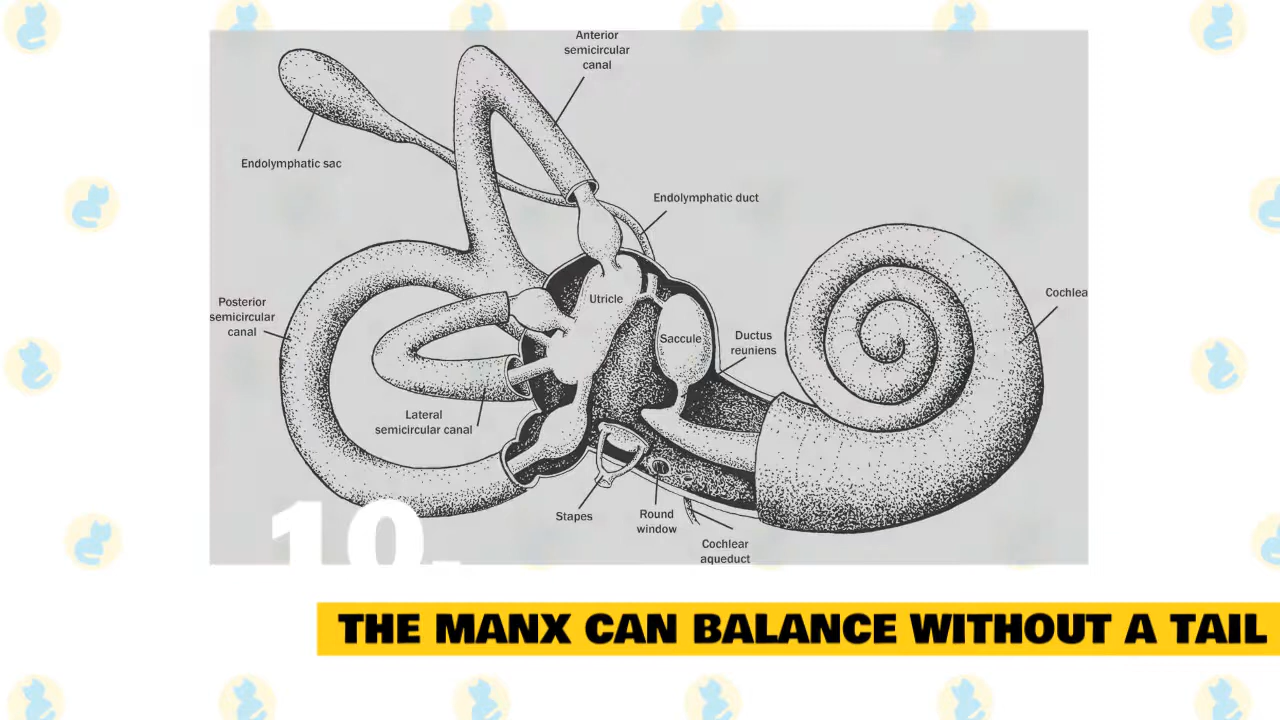 Anterior
semicircular
canal
Endolymphatic sac
Endolymphatic duct
Posterior
semicircular
canal
Utricle
Cochlea
Saccule
Ductus
reuniens
Lateral
semicircular canal
Stapes
Round
window
Cochlear
aqueduct
10.
THE MANX CAN BALANCE WITHOUT A TAIL